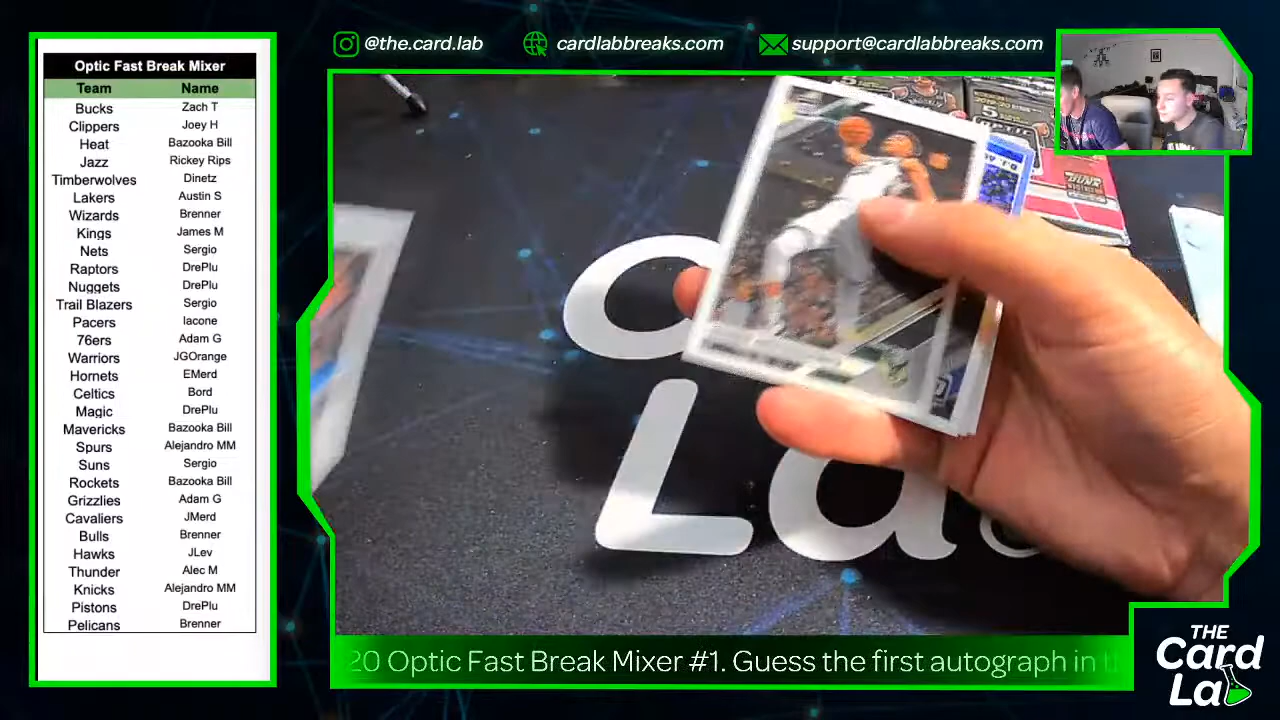 @the.card.lab
cardlabbreaks.com
support@cardlabbreaks.com
Optic Fast Break Mixer
Team Name
Bucks Zach T
Clippers Joey H
Heat Bazooka Bill
Jazz Rickey Rips
Timberwolves Dinetz
Lakers Austin S
Wizards Brenner
Kings James M
Nets Sergio
Raptors DrePlu
Nuggets DrePlu
Trail Blazers Sergio
Pacers Iacone
76ers Adam G
Warriors JGOrange
Hornets EMerd
Celtics Bord
Magic DrePlu
Mavericks Bazooka Bill
Spurs Alejandro MM
Suns Sergio
Rockets Bazooka Bill
Grizzlies Adam G
Cavaliers JMerd
Bulls Brenner
Hawks JLev
Thunder Alec M
Knicks Alejandro MM
Pistons DrePlu
Pelicans Brenner
20 Optic Fast Break Mixer #1. Guess the first autograph in
THE
Card
Lab